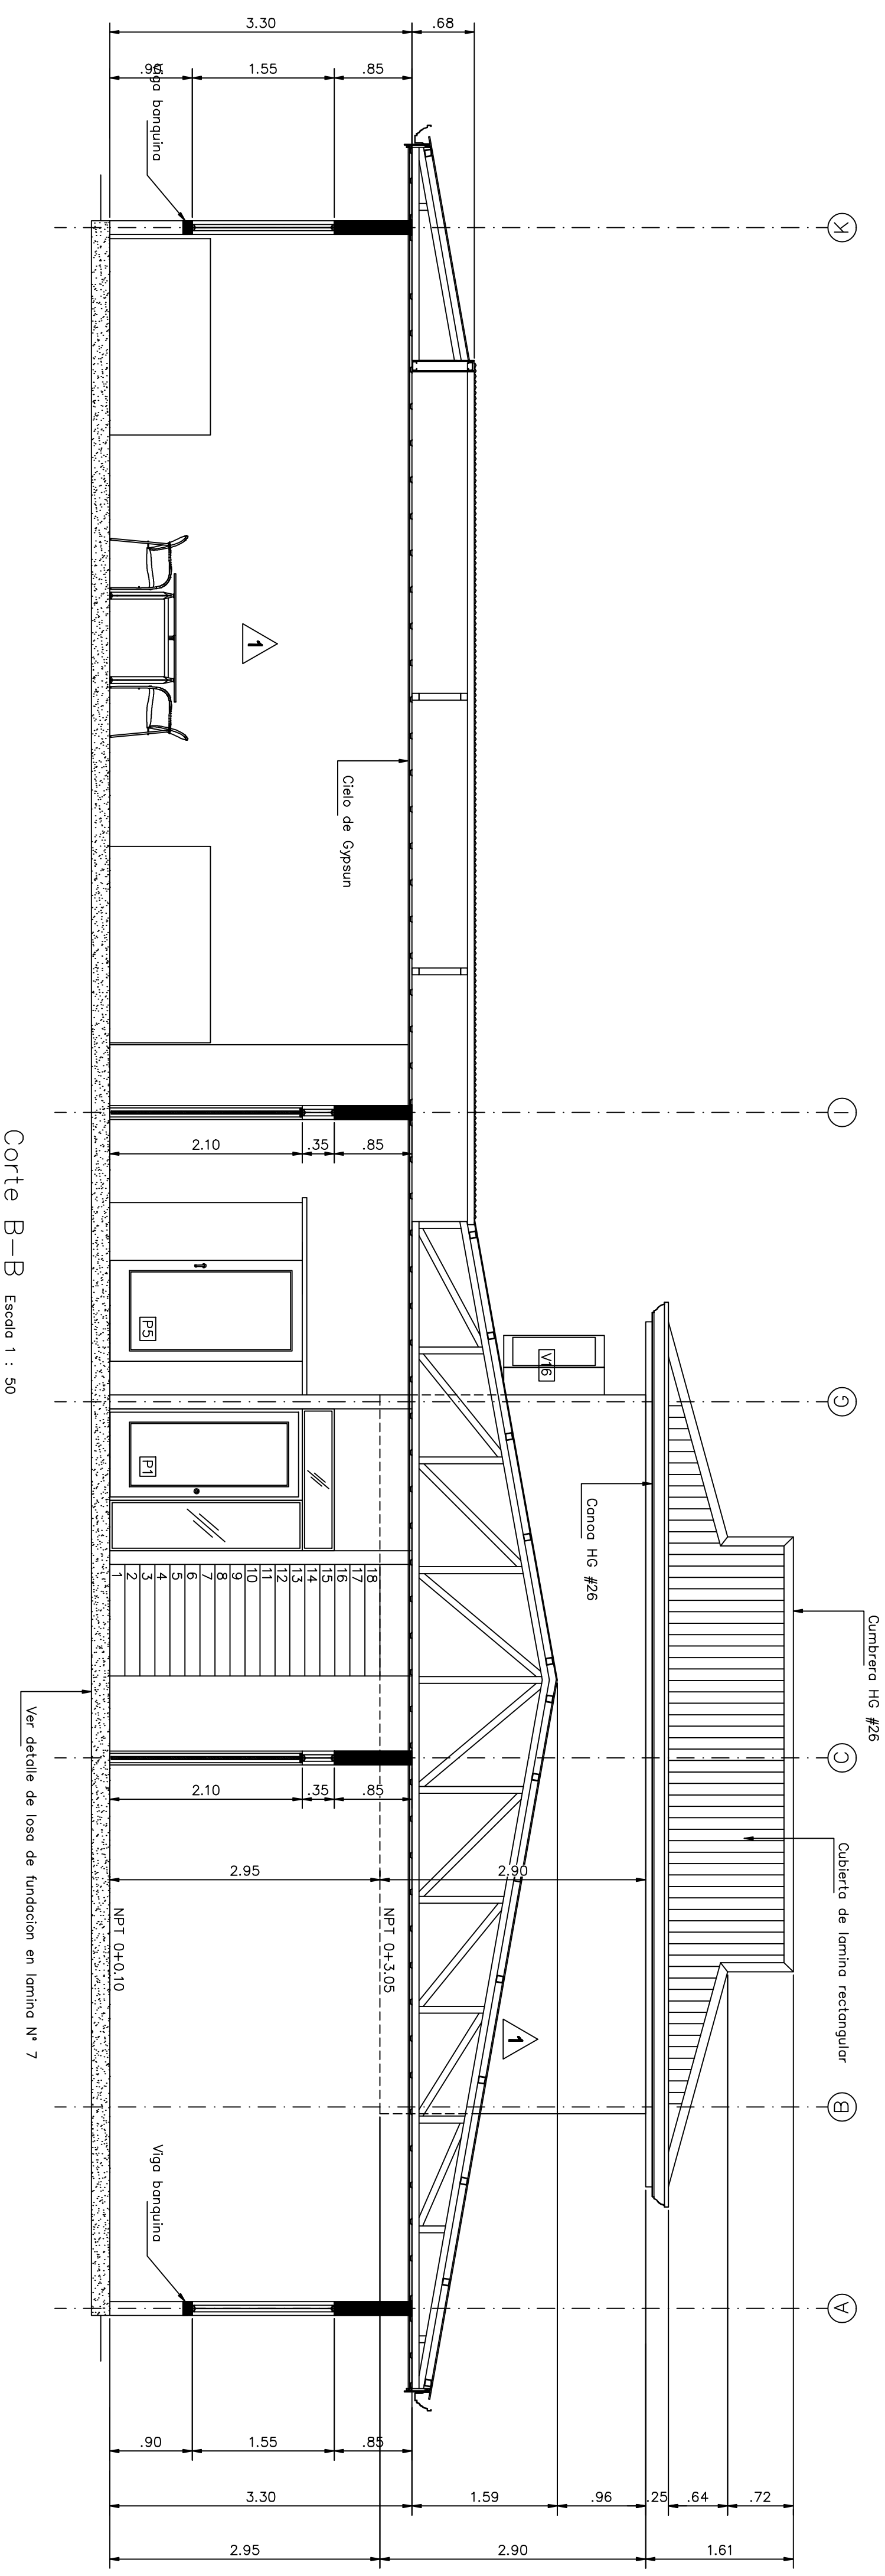 K
I
G
C
B
A
3.30
.68
.90
1.55
.85
Viga banquina
1
Cielo de Gypsun
2.10
.35
.85
P5
V16
P1
Canoa HG #26
Cumbrera HG #26
Cubierta de lamina rectangular
1
2
3
4
5
6
7
8
9
10
11
12
13
14
15
16
17
18
2.10
.35
.85
2.95
2.90
NPT 0+0.10
NPT 0+3.05
1
Ver detalle de losa de fundacion en lamina N° 7
Viga banquina
.90
1.55
.85
3.30
1.59
.96
.25
.64
.72
2.95
2.90
1.61
Corte B-B Escala 1 : 50